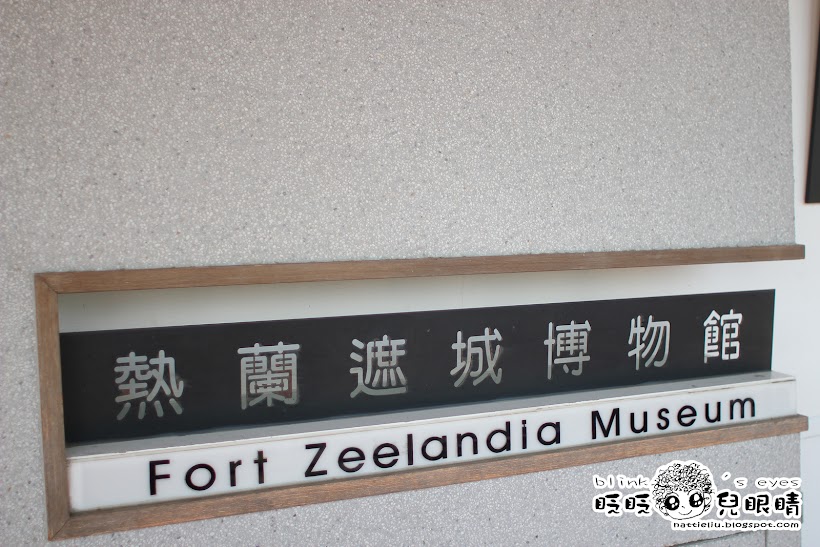 熱蘭遮城博物館
Fort Zeelandia Museum
blink's eyes
眨眨兒眼睛
nattieliu.blogspot.com